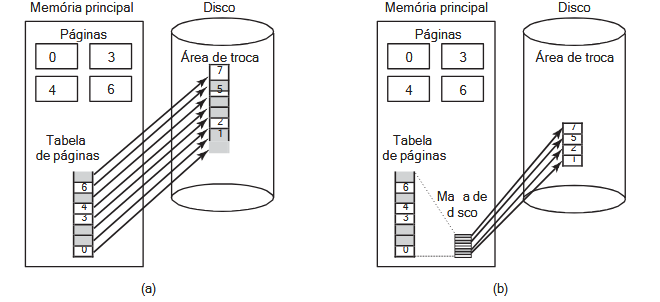 Memória principal
Disco
Páginas
0
3
4
6
Área de troca
7
5
2
1
Tabela
de páginas
6
4
3
0
(a)
Memória principal
Disco
Páginas
0
3
4
6
Área de troca
7
5
2
1
Tabela
de páginas
6
4
3
0
Ma a de
d sco
(b)